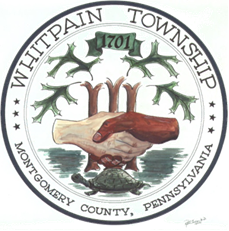 WHITPAIN TOWNSHIP
1701
MONTGOMERY COUNTY, PENNSYLVANIA